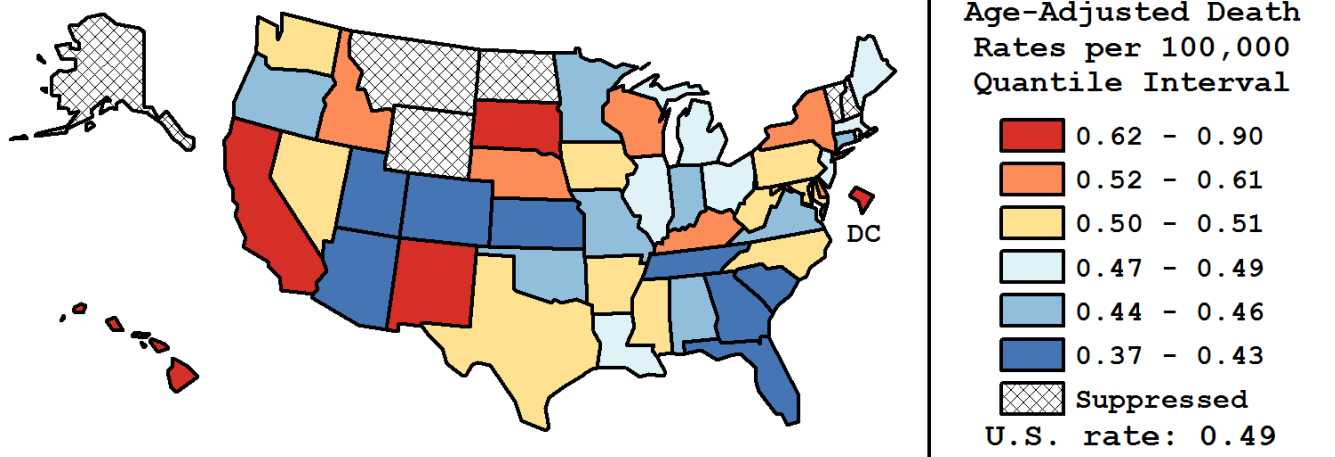 DC
Age-Adjusted Death
Rates per 100,000
Quantile Interval
0.62 - 0.90
0.52 - 0.61
0.50 - 0.51
0.47 - 0.49
0.44 - 0.46
0.37 - 0.43
Suppressed
U.S. rate: 0.49